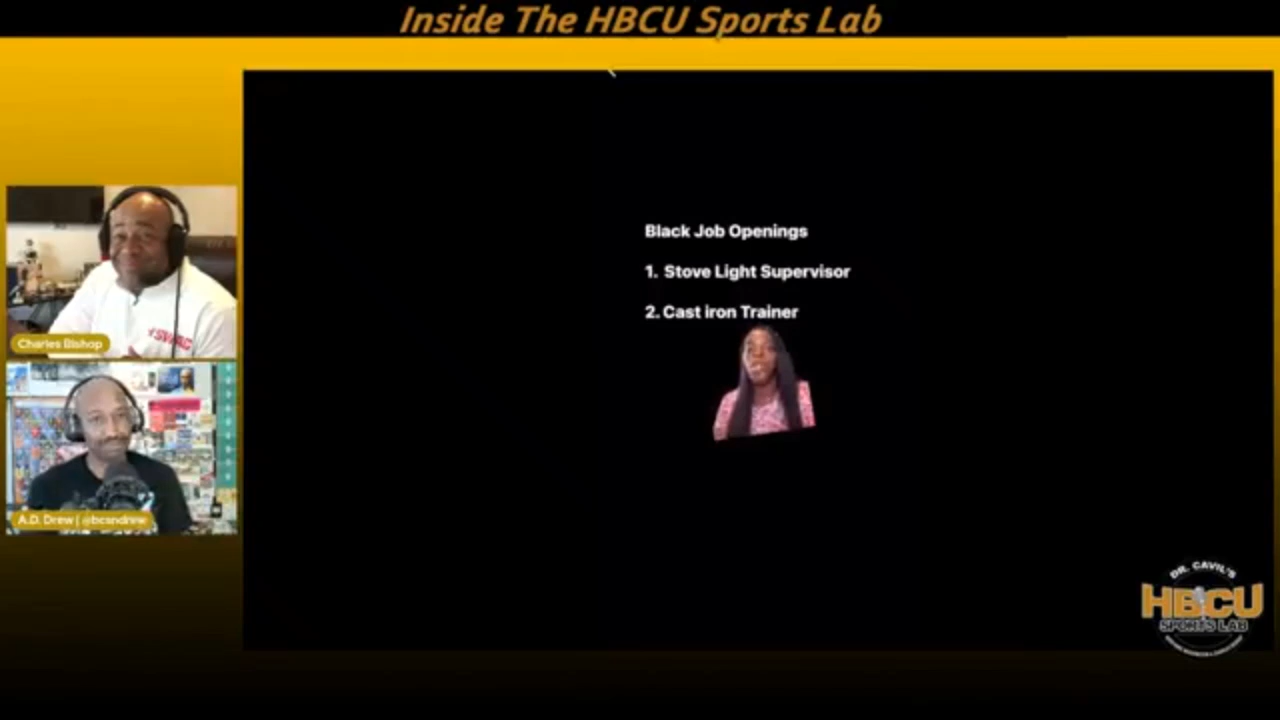 Inside The HBCU Sports Lab
Black Job Openings
1. Stove Light Supervisor
2. Cast iron Trainer
#SWAC
Charles Bishop
A.D. Drew | @bcsndrew
DR. CAVIL'S
HBCU
SPORTS LAB